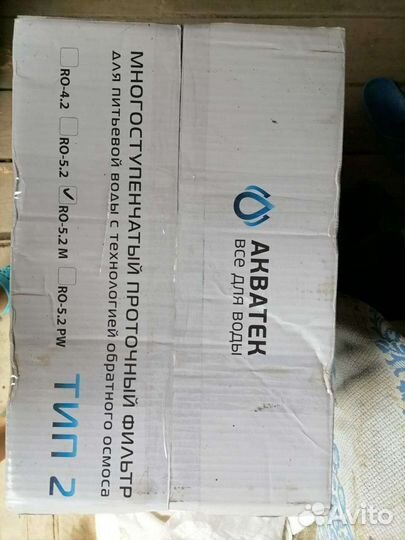 АКВАТЕК
все для воды
МНОГОСТУПЕНЧАТЫЙ ПРОТОЧНЫЙ ФИЛЬТР
для питьевой воды с технологией обратного осмоса
RO-4.2 RO-5.2 RO-5.2 M RO-5.2 PW
ТИП 2
Avito